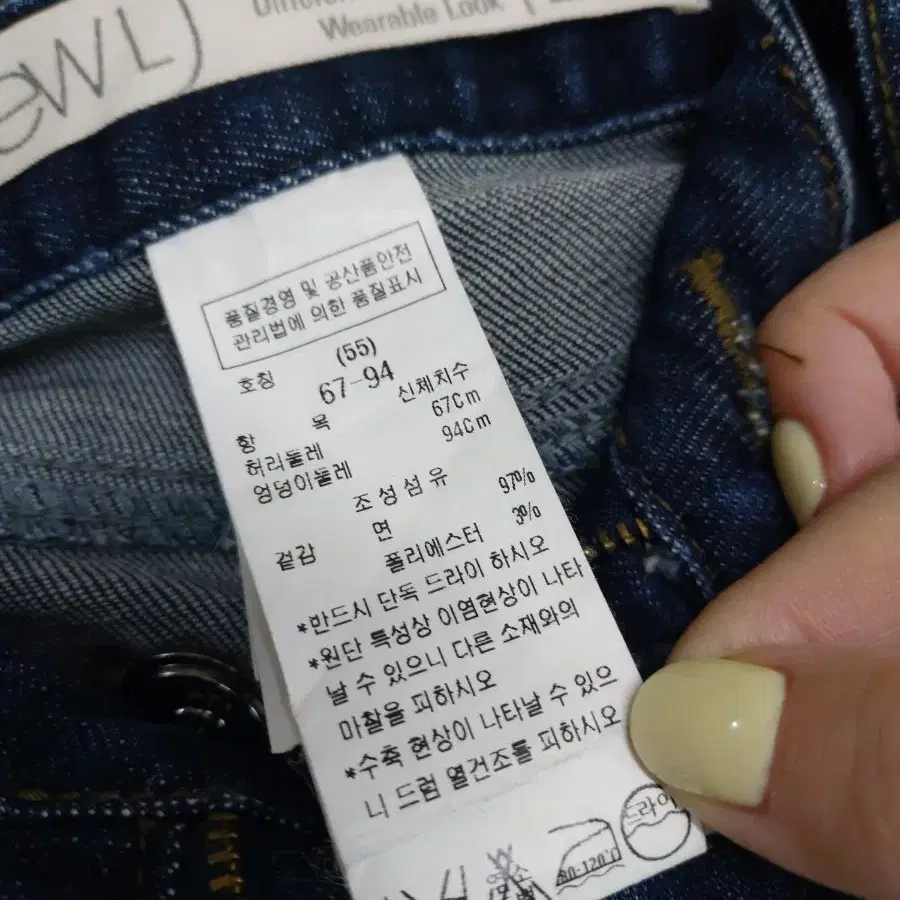 eWL
Wearable Look
품질경영 및 공산품안전
관리법에 의한 품질표시
호칭 (55)
67-94
항 목 신체치수
허리둘레 67Cm
엉덩이둘레 94Cm
조성섬유
겉감 면 97%
폴리에스터 3%
*반드시 단독 드라이 하시오
*원단 특성상 이염현상이 나타
날 수 있으니 다른 소재와의
마찰을 피하시오
*수축 현상이 나타날 수 있으
니 드럼 열건조를 피하시오
80-120℃
드라이